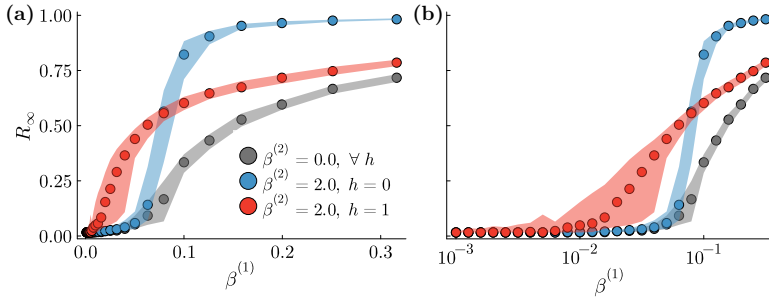 (a)
(b)
1.00
0.75
0.50
0.25
0.00
R∞
β^(2) = 0.0, ∀ h
β^(2) = 2.0, h = 0
β^(2) = 2.0, h = 1
0.0 0.1 0.2 0.3
β^(1)
10^−3 10^−2 10^−1
β^(1)